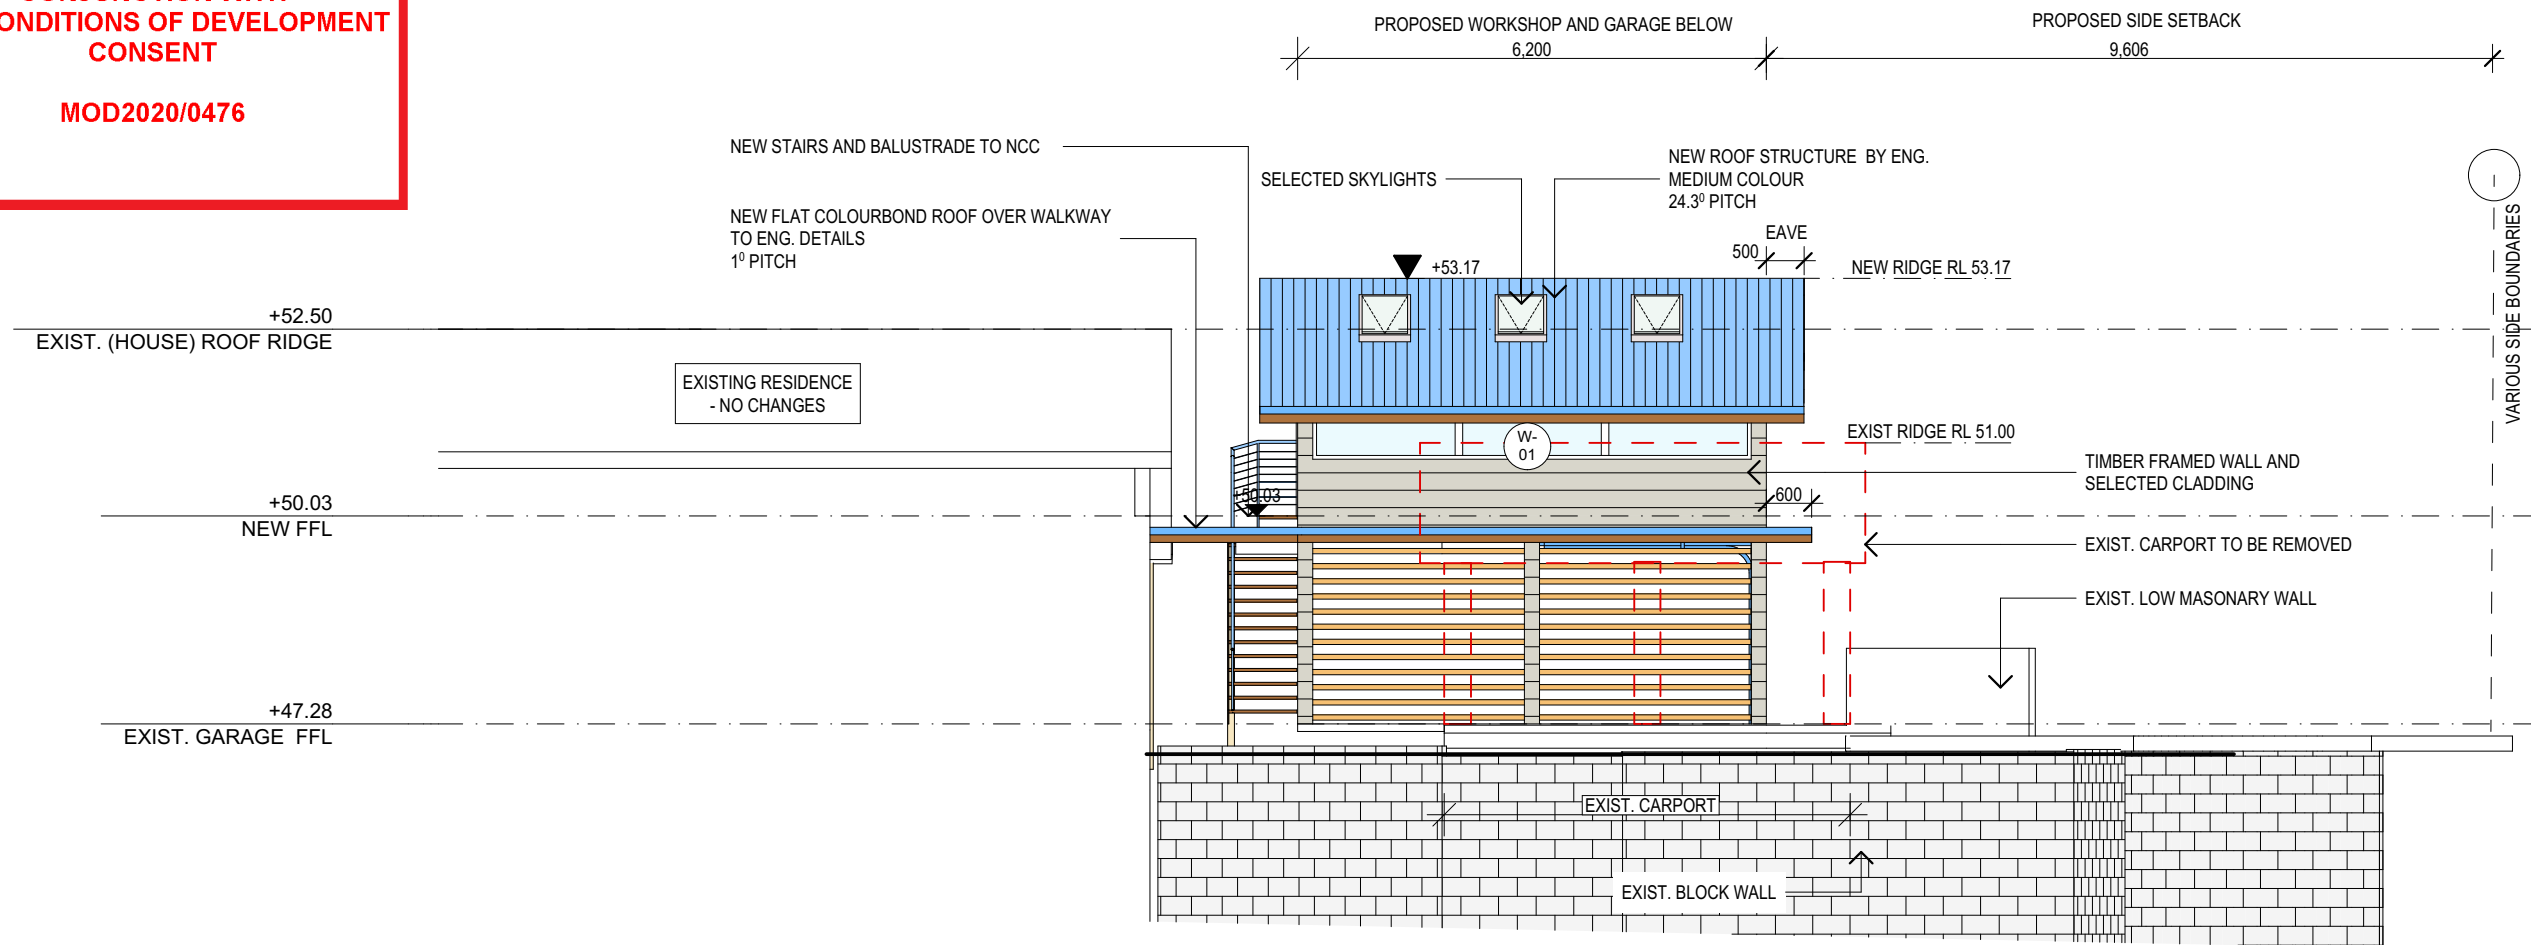 CONDITIONS OF DEVELOPMENT
CONSENT
MOD2020/0476
PROPOSED WORKSHOP AND GARAGE BELOW
6,200
PROPOSED SIDE SETBACK
9,606
NEW STAIRS AND BALUSTRADE TO NCC
SELECTED SKYLIGHTS
NEW ROOF STRUCTURE BY ENG.
MEDIUM COLOUR
24.3⁰ PITCH
NEW FLAT COLOURBOND ROOF OVER WALKWAY
TO ENG. DETAILS
1⁰ PITCH
EAVE
500
+53.17
NEW RIDGE RL 53.17
VARIOUS SIDE BOUNDARIES
+52.50
EXIST. (HOUSE) ROOF RIDGE
EXISTING RESIDENCE
- NO CHANGES
W-
01
EXIST RIDGE RL 51.00
TIMBER FRAMED WALL AND
SELECTED CLADDING
+50.03
NEW FFL
+50.03
600
EXIST. CARPORT TO BE REMOVED
EXIST. LOW MASONARY WALL
+47.28
EXIST. GARAGE FFL
EXIST. CARPORT
EXIST. BLOCK WALL